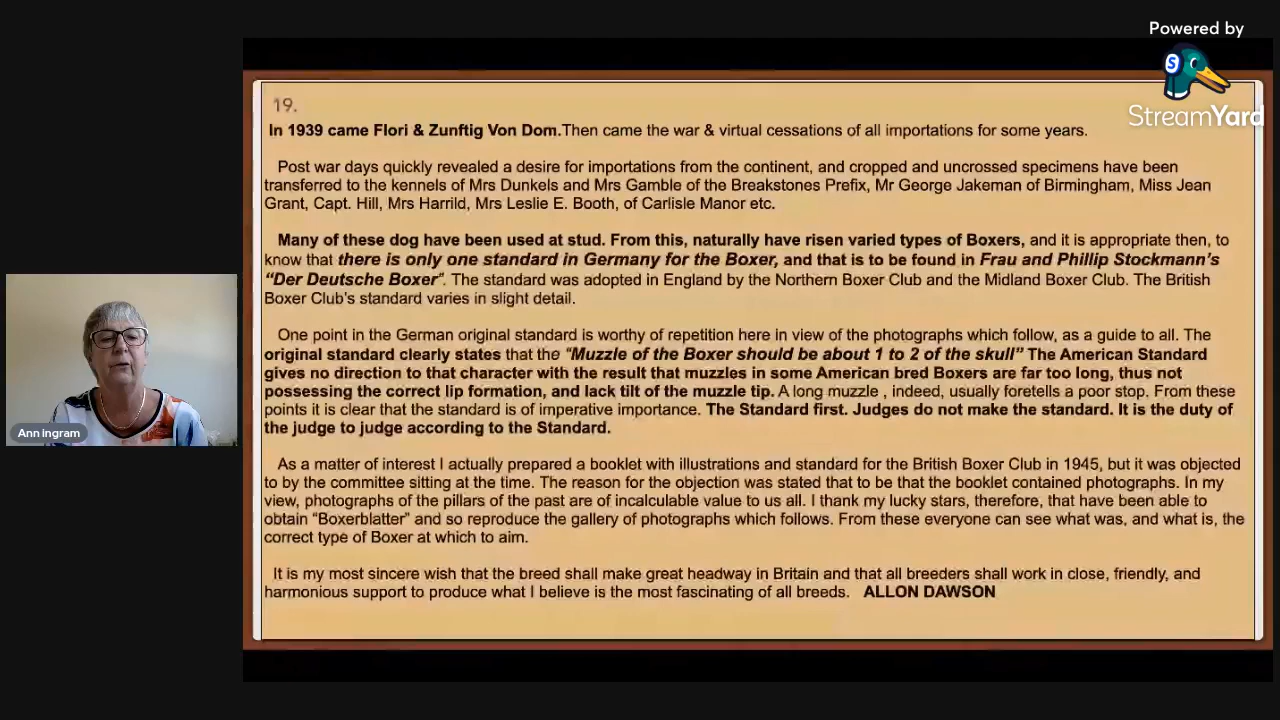 Powered by
StreamYard
19.
In 1939 came Flori & Zunftig Von Dom.Then came the war & virtual cessations of all importations for some years.
Post war days quickly revealed a desire for importations from the continent, and cropped and uncrossed specimens have been
transferred to the kennels of Mrs Dunkels and Mrs Gamble of the Breakstones Prefix, Mr George Jakeman of Birmingham, Miss Jean
Grant, Capt. Hill, Mrs Harrild, Mrs Leslie E. Booth, of Carlisle Manor etc.
Many of these dog have been used at stud. From this, naturally have risen varied types of Boxers, and it is appropriate then, to
know that there is only one standard in Germany for the Boxer, and that is to be found in Frau and Phillip Stockmann's
"Der Deutsche Boxer". The standard was adopted in England by the Northern Boxer Club and the Midland Boxer Club. The British
Boxer Club's standard varies in slight detail.
One point in the German original standard is worthy of repetition here in view of the photographs which follow, as a guide to all. The
original standard clearly states that the "Muzzle of the Boxer should be about 1 to 2 of the skull" The American Standard
gives no direction to that character with the result that muzzles in some American bred Boxers are far too long, thus not
possessing the correct lip formation, and lack tilt of the muzzle tip. A long muzzle , indeed, usually foretells a poor stop. From these
points it is clear that the standard is of imperative importance. The Standard first. Judges do not make the standard. It is the duty of
the judge to judge according to the Standard.
As a matter of interest I actually prepared a booklet with illustrations and standard for the British Boxer Club in 1945, but it was objected
to by the committee sitting at the time. The reason for the objection was stated that to be that the booklet contained photographs. In my
view, photographs of the pillars of the past are of incalculable value to us all. I thank my lucky stars, therefore, that have been able to
obtain "Boxerblatter" and so reproduce the gallery of photographs which follows. From these everyone can see what was, and what is, the
correct type of Boxer at which to aim.
It is my most sincere wish that the breed shall make great headway in Britain and that all breeders shall work in close, friendly, and
harmonious support to produce what I believe is the most fascinating of all breeds. ALLON DAWSON
Ann Ingram